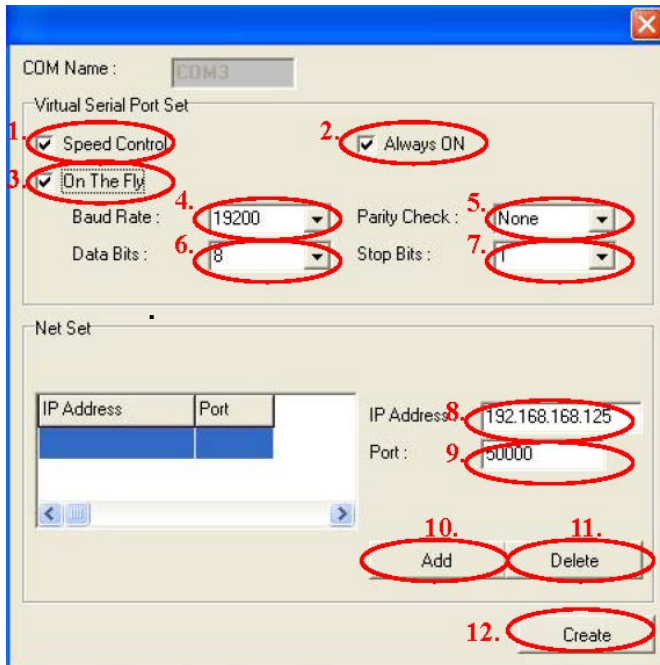 COM Name : COM3
Virtual Serial Port Set
1. Speed Control 2. Always ON
3. On The Fly
Baud Rate : 4. 19200 Parity Check : 5. None
Data Bits : 6. 8 Stop Bits : 7. 1
Net Set
IP Address Port
IP Address 8. 192.168.168.125
Port : 9. 50000
10. 11.
Add Delete
12. Create